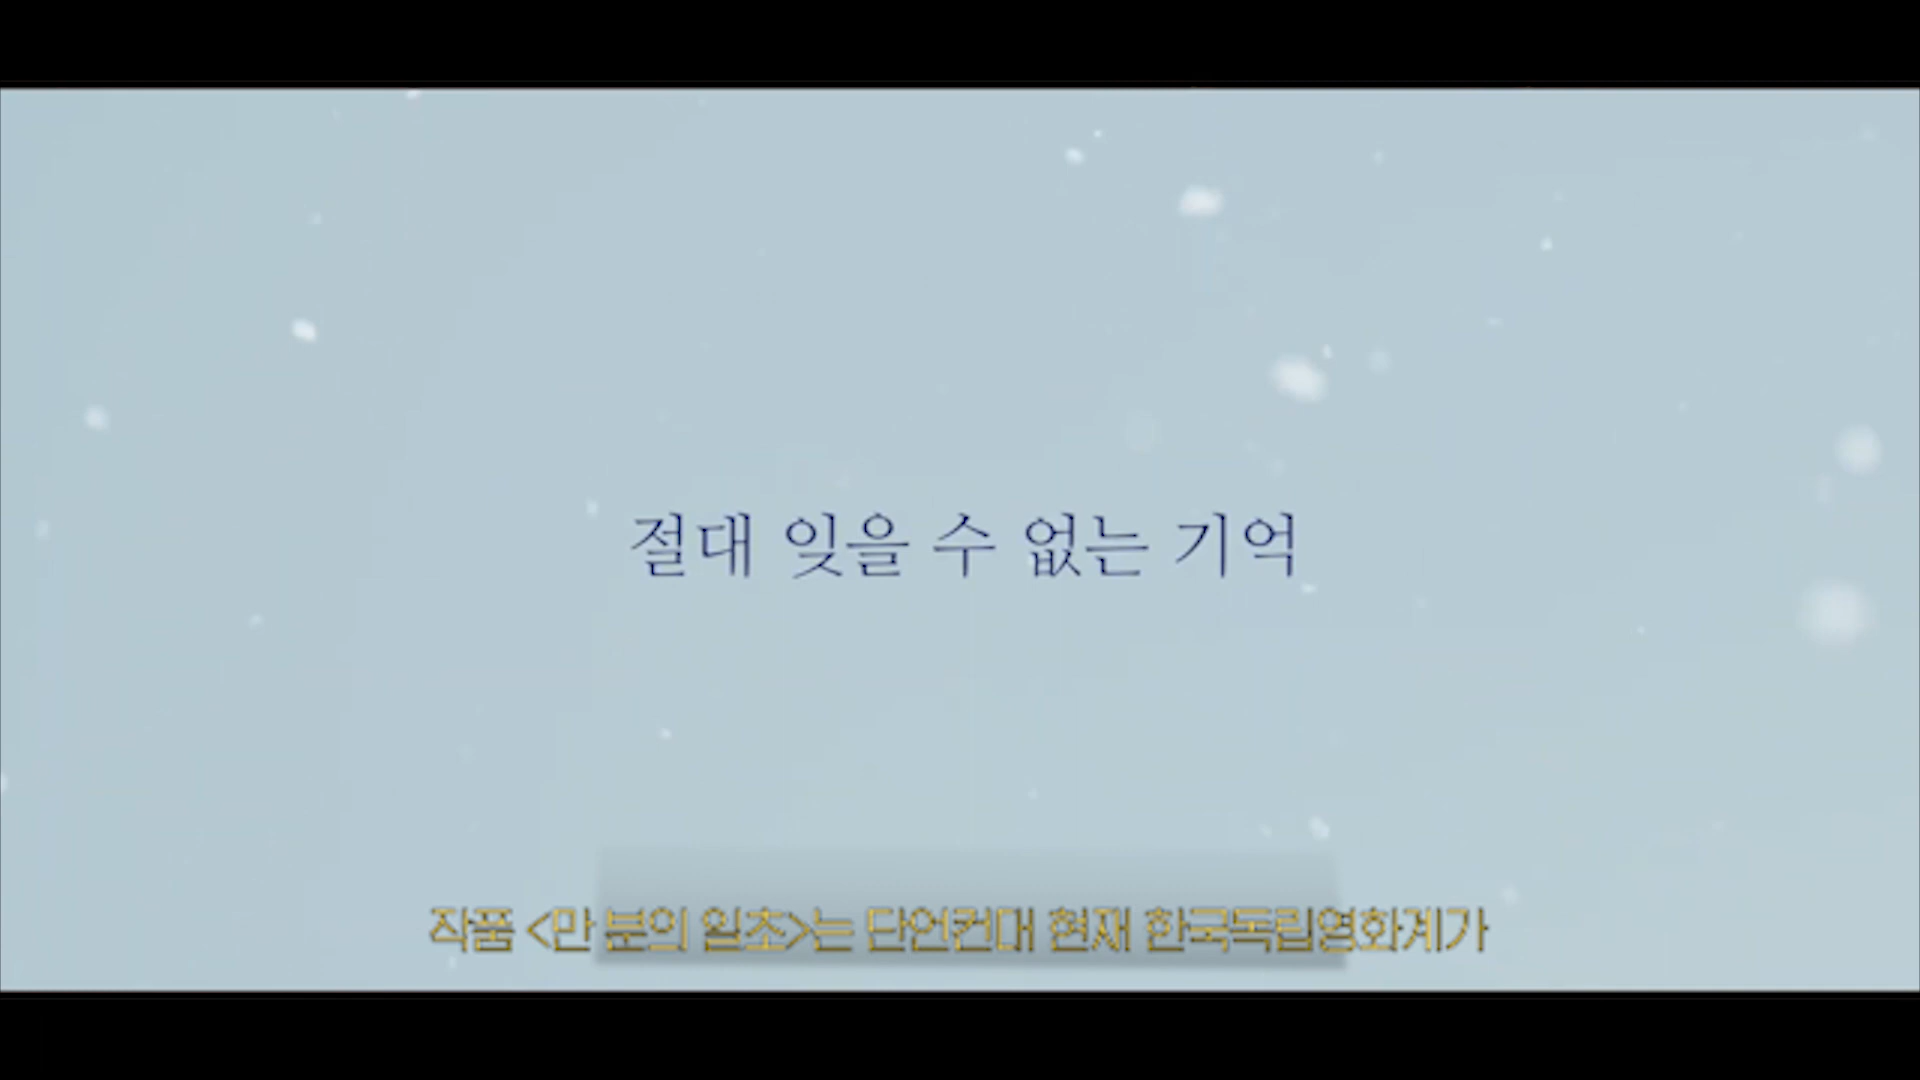 절대 잊을 수 없는 기억
작품 <만 분의 일초>는 단언컨대 현재 한국독립영화계가